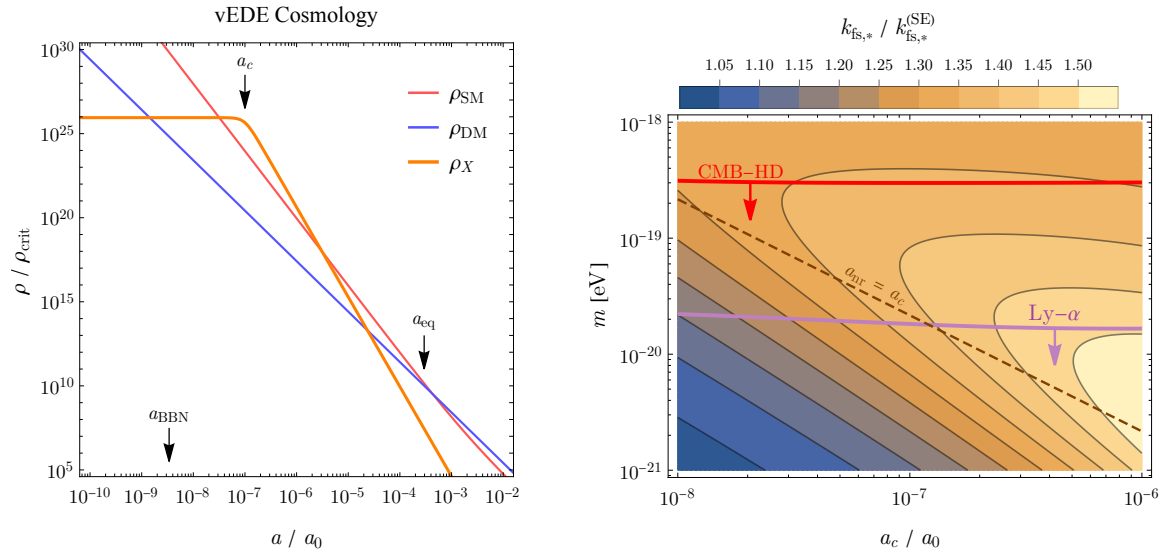 vEDE Cosmology
10^30
10^25
10^20
10^15
10^10
10^5
ρ / ρ_crit
a_c
ρ_SM
ρ_DM
ρ_X
a_eq
a_BBN
10^-10 10^-9 10^-8 10^-7 10^-6 10^-5 10^-4 10^-3 10^-2
a / a_0
k_fs,* / k_fs,*^(SE)
1.05 1.09 1.10 1.15 1.20 1.25 1.30 1.35 1.40 1.45 1.47 1.50
10^-18
10^-19
10^-20
10^-21
m [eV]
CMB-HD
a_nr = a_c
Ly-α
10^-8 10^-7 10^-6
a_c / a_0